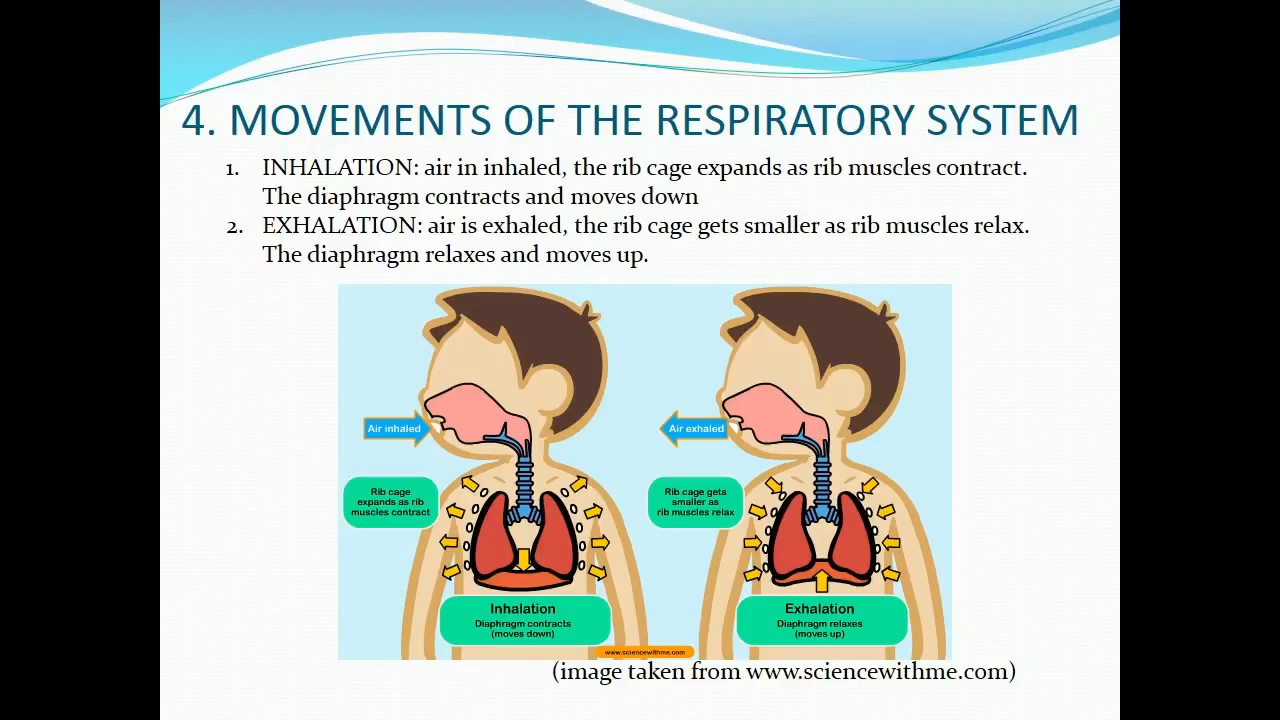 4. MOVEMENTS OF THE RESPIRATORY SYSTEM
1. INHALATION: air in inhaled, the rib cage expands as rib muscles contract.
The diaphragm contracts and moves down
2. EXHALATION: air is exhaled, the rib cage gets smaller as rib muscles relax.
The diaphragm relaxes and moves up.
Air inhaled
Rib cage
expands as rib
muscles contract
Inhalation
Diaphragm contracts
(moves down)
Air exhaled
Rib cage gets
smaller as
rib muscles relax
Exhalation
Diaphragm relaxes
(moves up)
www.sciencewithme.com
(image taken from www.sciencewithme.com)